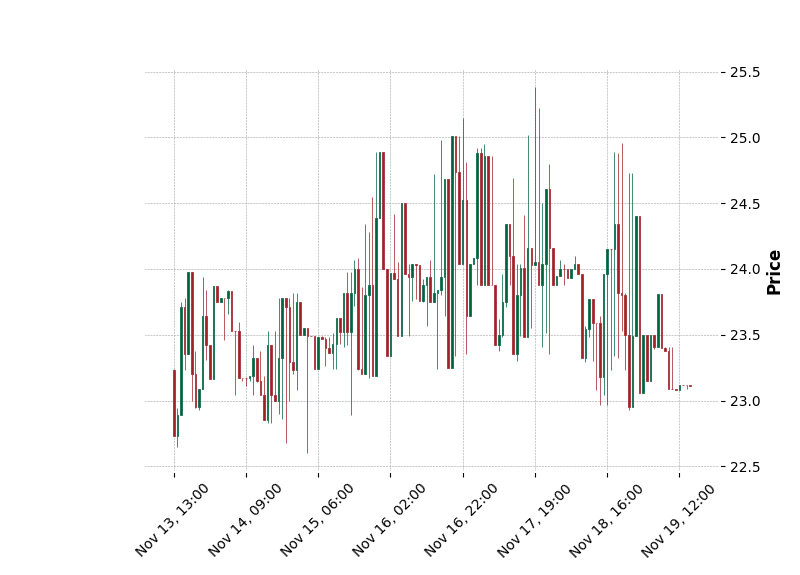 25.5
25.0
24.5
24.0
23.5
23.0
22.5
Price
Nov 13, 13:00
Nov 14, 09:00
Nov 15, 06:00
Nov 16, 02:00
Nov 16, 22:00
Nov 17, 19:00
Nov 18, 16:00
Nov 19, 12:00